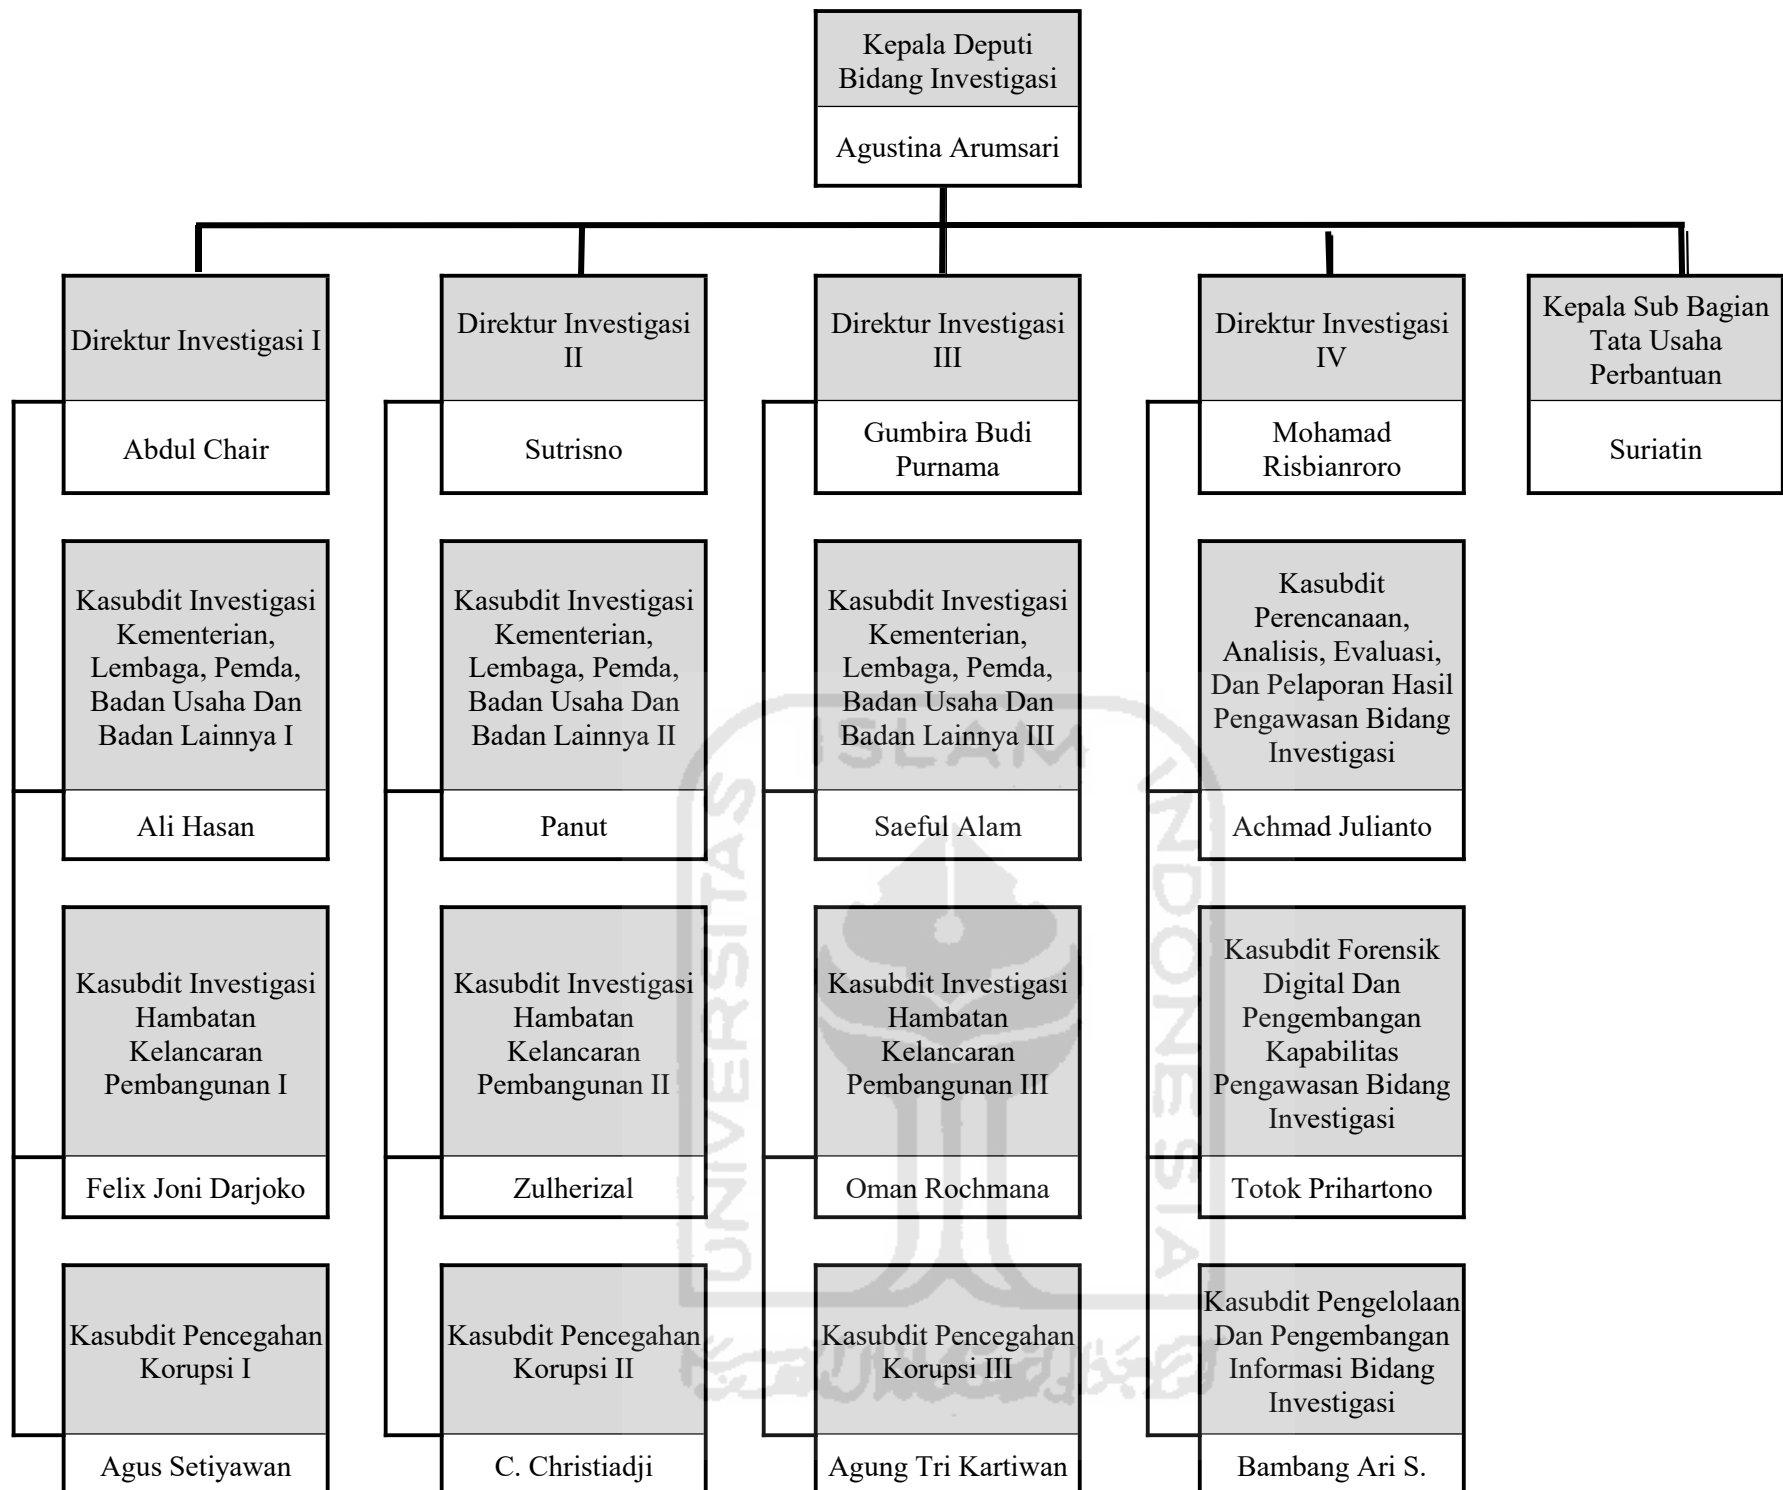 Kepala Deputi
Bidang Investigasi
Agustina Arumsari
Direktur Investigasi I
Abdul Chair
Direktur Investigasi
II
Sutrisno
Direktur Investigasi
III
Gumbira Budi
Purnama
Direktur Investigasi
IV
Mohamad
Risbianroro
Kepala Sub Bagian
Tata Usaha
Perbantuan
Suriatin
Kasubdit Investigasi
Kementerian,
Lembaga, Pemda,
Badan Usaha Dan
Badan Lainnya I
Ali Hasan
Kasubdit Investigasi
Kementerian,
Lembaga, Pemda,
Badan Usaha Dan
Badan Lainnya II
Panut
Kasubdit Investigasi
Kementerian,
Lembaga, Pemda,
Badan Usaha Dan
Badan Lainnya III
Saeful Alam
Kasubdit
Perencanaan,
Analisis, Evaluasi,
Dan Pelaporan Hasil
Pengawasan Bidang
Investigasi
Achmad Julianto
Kasubdit Investigasi
Hambatan
Kelancaran
Pembangunan I
Felix Joni Darjoko
Kasubdit Investigasi
Hambatan
Kelancaran
Pembangunan II
Zulherizal
Kasubdit Investigasi
Hambatan
Kelancaran
Pembangunan III
Oman Rochmana
Kasubdit Forensik
Digital Dan
Pengembangan
Kapabilitas
Pengawasan Bidang
Investigasi
Totok Prihartono
Kasubdit Pencegahan
Korupsi I
Agus Setiyawan
Kasubdit Pencegahan
Korupsi II
C. Christiadji
Kasubdit Pencegahan
Korupsi III
Agung Tri Kartiwan
Kasubdit Pengelolaan
Dan Pengembangan
Informasi Bidang
Investigasi
Bambang Ari S.
UNIVERSITAS
ISLAM
INDONESIA